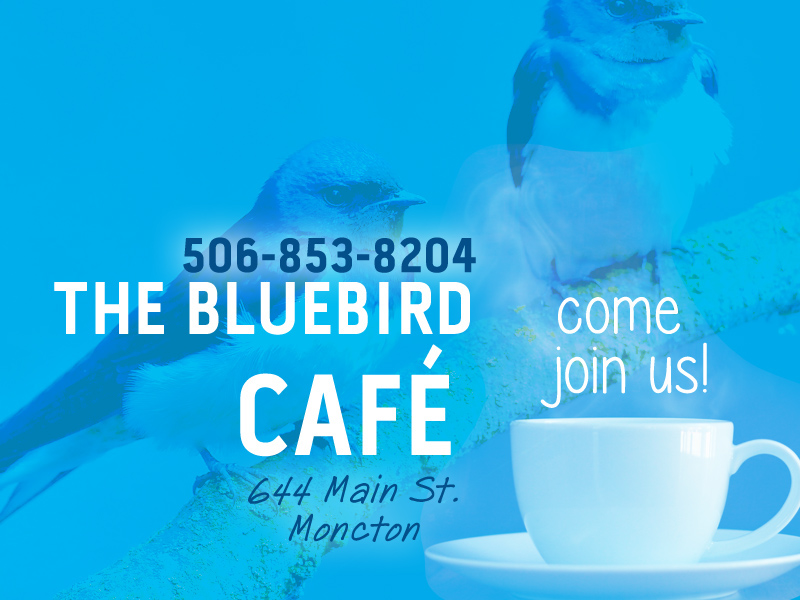 506-853-8204
THE BLUEBIRD
CAFÉ
644 Main St.
Moncton
come
join us!